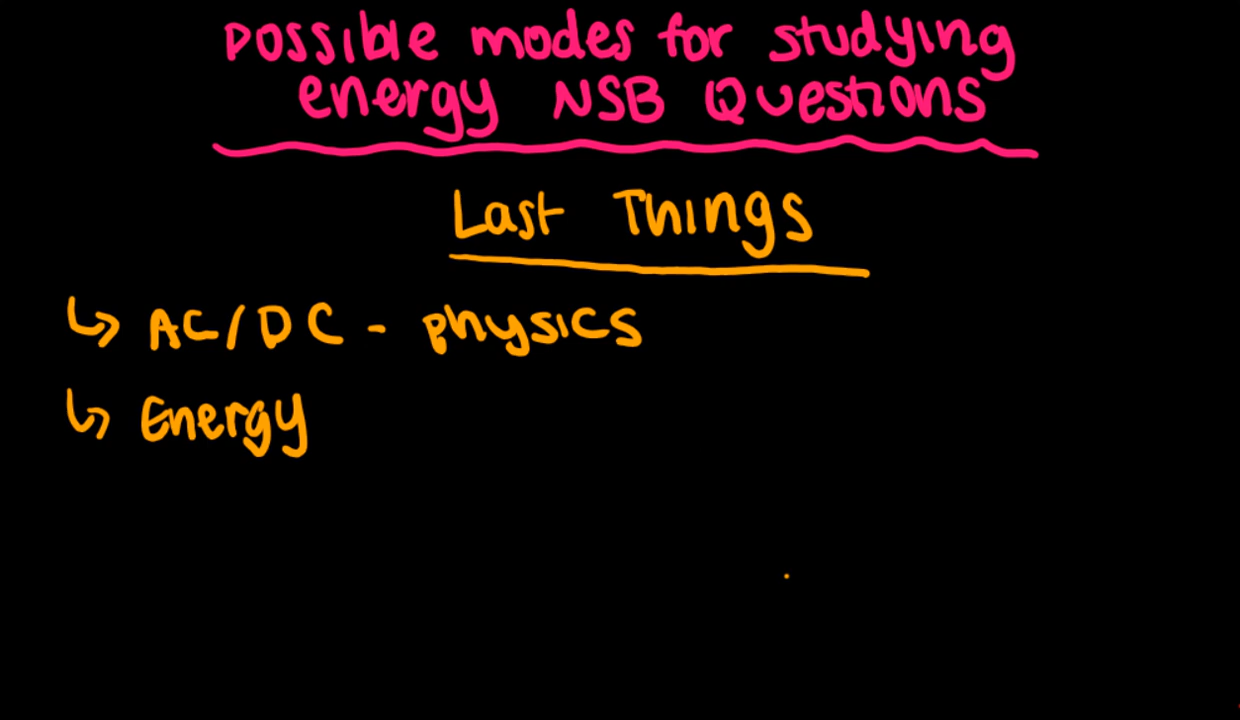 possible modes for studying
energy NSB Questions
Last Things
↳ AC/DC - physics
↳ Energy